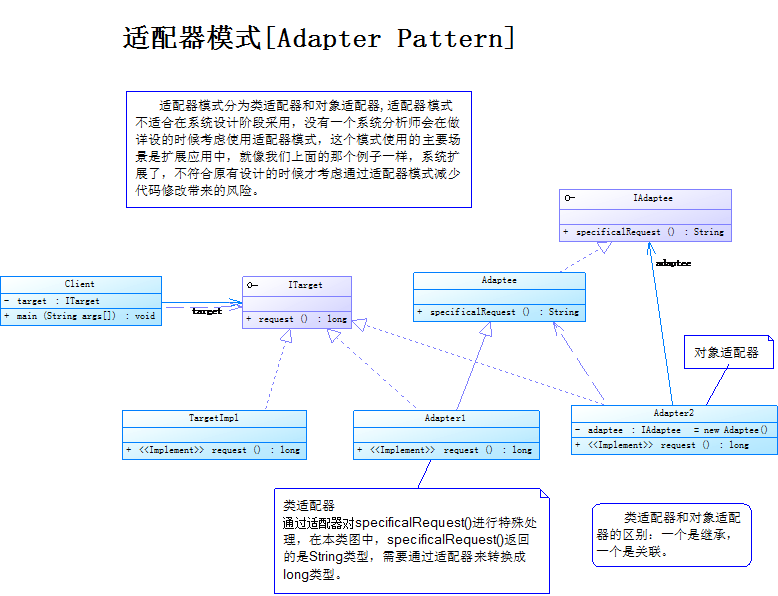 适配器模式[Adapter Pattern]
适配器模式分为类适配器和对象适配器,适配器模式
不适合在系统设计阶段采用，没有一个系统分析师会在做
详设的时候考虑使用适配器模式，这个模式使用的主要场
景是扩展应用中，就像我们上面的那个例子一样，系统扩
展了，不符合原有设计的时候才考虑通过适配器模式减少
代码修改带来的风险。
IAdaptee
+ specificalRequest () : String
adaptee
Client
- target : ITarget
+ main (String args[]) : void
target
ITarget
+ request () : long
Adaptee
+ specificalRequest () : String
对象适配器
TargetImpl
+ <<Implement>> request () : long
Adapter1
+ <<Implement>> request () : long
Adapter2
- adaptee : IAdaptee = new Adaptee()
+ <<Implement>> request () : long
类适配器
通过适配器对specificalRequest()进行特殊处
理，在本类图中，specificalRequest()返回
的是String类型，需要通过适配器来转换成
long类型。
类适配器和对象适配
器的区别：一个是继承，
一个是关联。